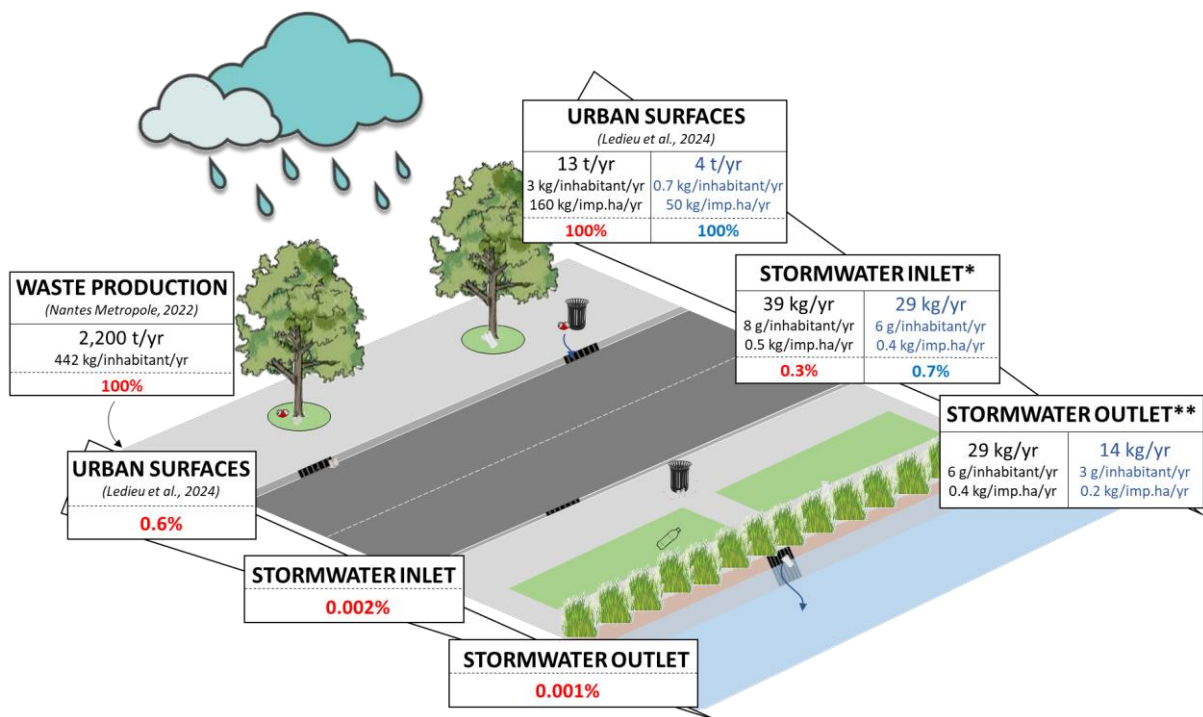 URBAN SURFACES
(Ledieu et al., 2024)
13 t/yr
3 kg/inhabitant/yr
160 kg/imp.ha/yr
100%
4 t/yr
0.7 kg/inhabitant/yr
50 kg/imp.ha/yr
100%
STORMWATER INLET*
39 kg/yr
8 g/inhabitant/yr
0.5 kg/imp.ha/yr
0.3%
29 kg/yr
6 g/inhabitant/yr
0.4 kg/imp.ha/yr
0.7%
STORMWATER OUTLET**
29 kg/yr
6 g/inhabitant/yr
0.4 kg/imp.ha/yr
14 kg/yr
3 g/inhabitant/yr
0.2 kg/imp.ha/yr
WASTE PRODUCTION
(Nantes Metropole, 2022)
2,200 t/yr
442 kg/inhabitant/yr
100%
URBAN SURFACES
(Ledieu et al., 2024)
0.6%
STORMWATER INLET
0.002%
STORMWATER OUTLET
0.001%